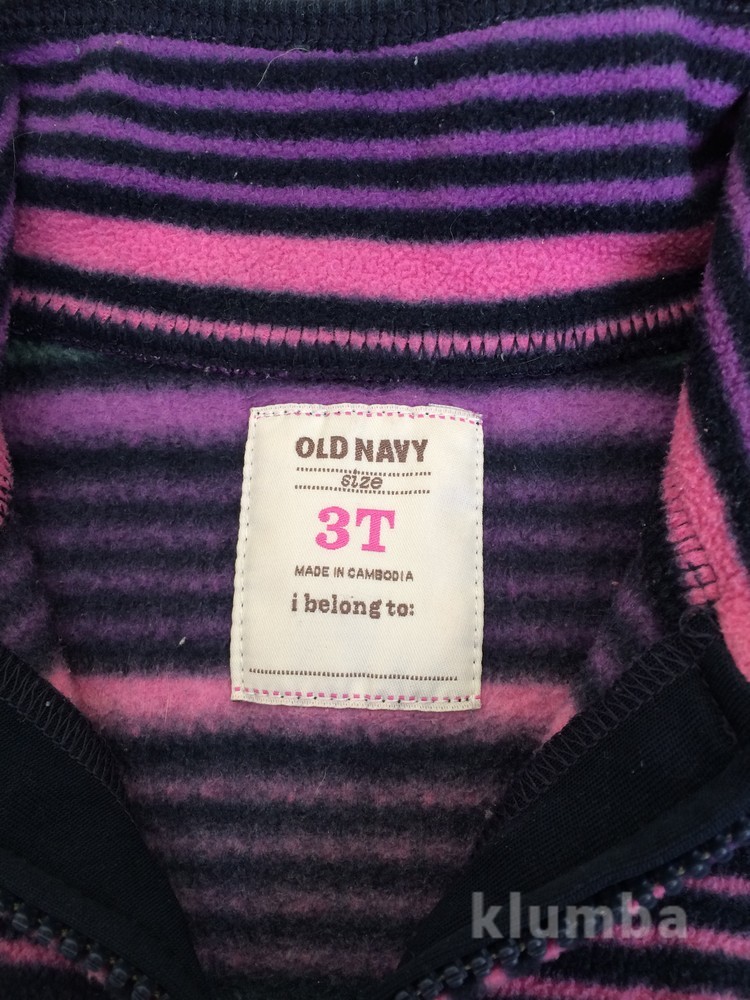 OLD NAVY
size
3T
MADE IN CAMBODIA
i belong to:
klumba